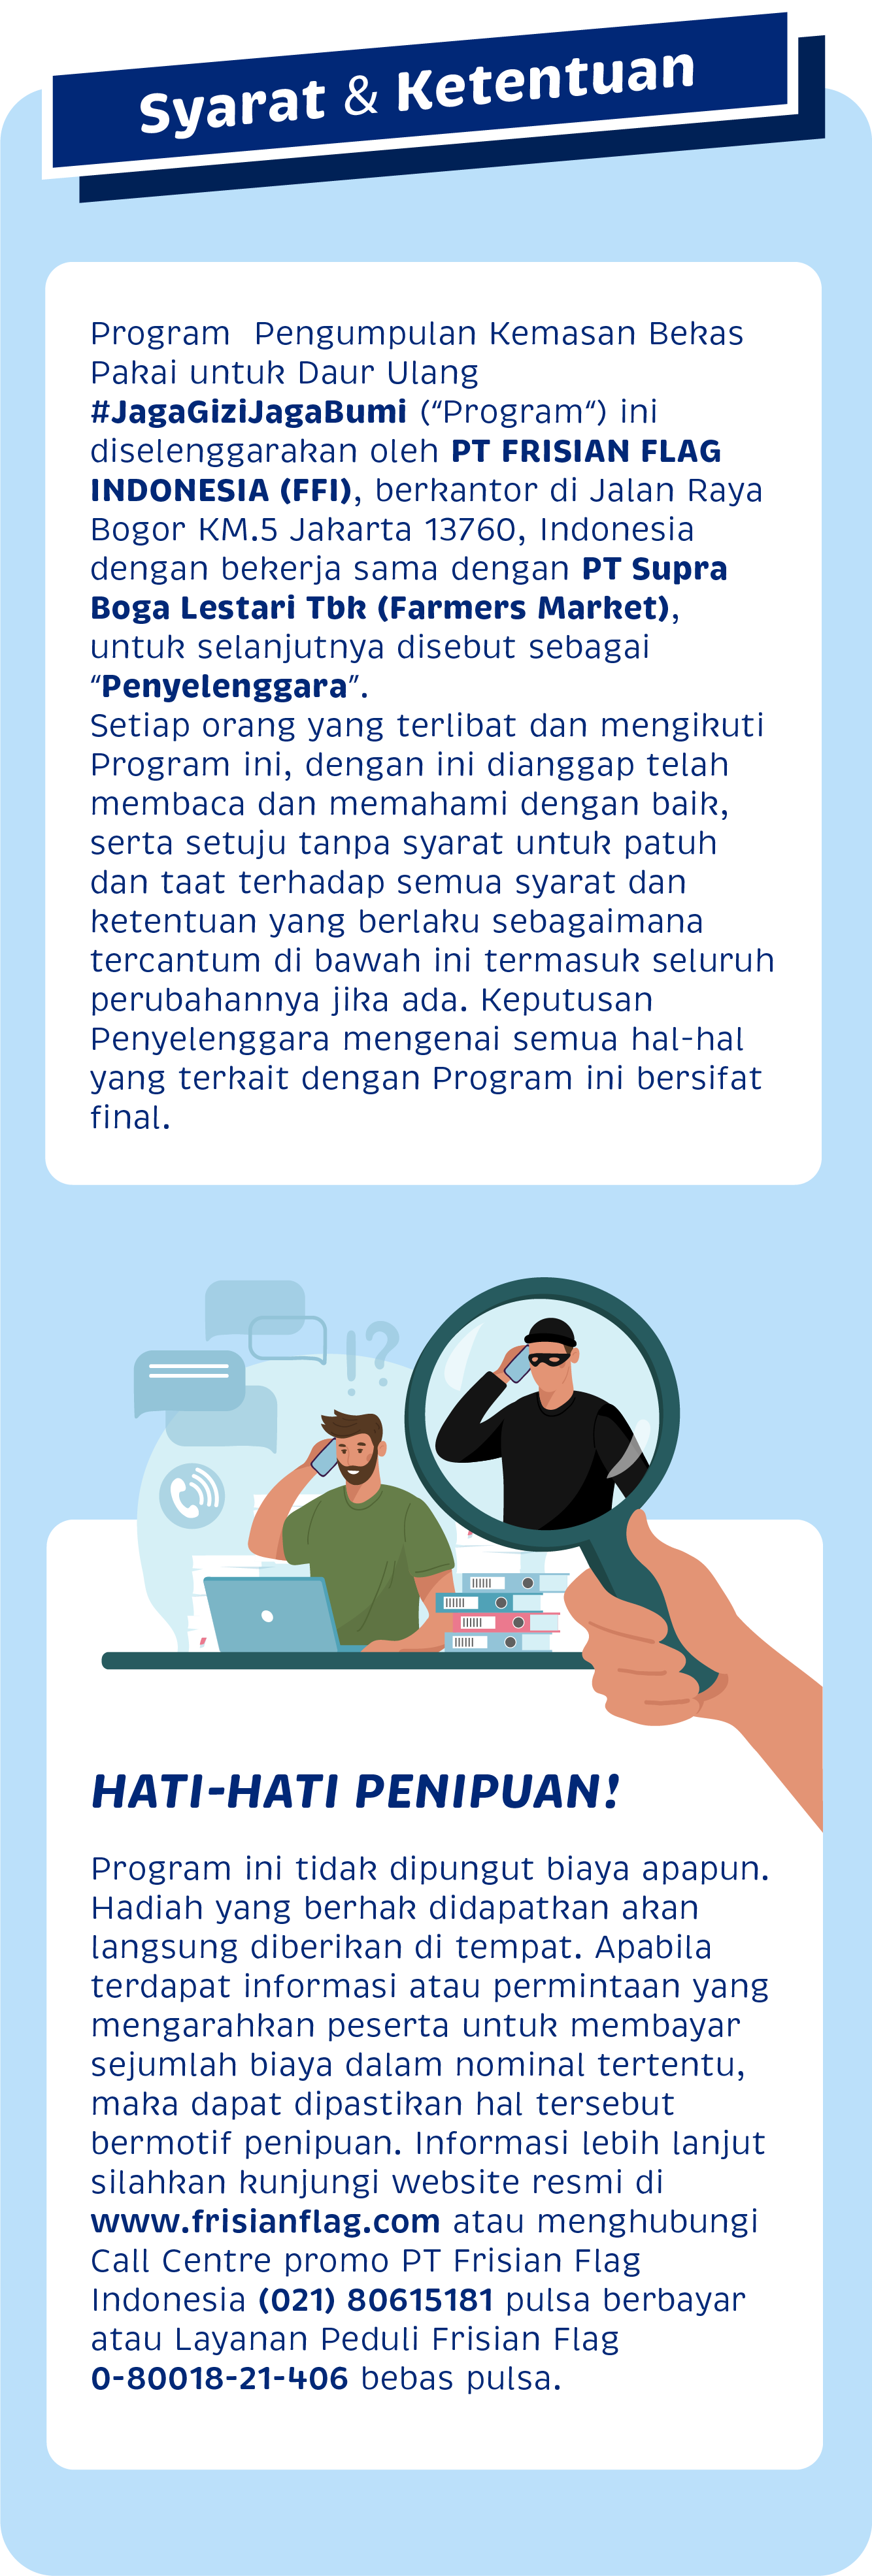 Syarat & Ketentuan
Program  Pengumpulan Kemasan Bekas
Pakai untuk Daur Ulang
#JagaGiziJagaBumi (“Program“) ini
diselenggarakan oleh PT FRISIAN FLAG
INDONESIA (FFI), berkantor di Jalan Raya
Bogor KM.5 Jakarta 13760, Indonesia
dengan bekerja sama dengan PT Supra
Boga Lestari Tbk (Farmers Market),
untuk selanjutnya disebut sebagai
“Penyelenggara”.
Setiap orang yang terlibat dan mengikuti
Program ini, dengan ini dianggap telah
membaca dan memahami dengan baik,
serta setuju tanpa syarat untuk patuh
dan taat terhadap semua syarat dan
ketentuan yang berlaku sebagaimana
tercantum di bawah ini termasuk seluruh
perubahannya jika ada. Keputusan
Penyelenggara mengenai semua hal-hal
yang terkait dengan Program ini bersifat
final.
!?
HATI-HATI PENIPUAN!
Program ini tidak dipungut biaya apapun.
Hadiah yang berhak didapatkan akan
langsung diberikan di tempat. Apabila
terdapat informasi atau permintaan yang
mengarahkan peserta untuk membayar
sejumlah biaya dalam nominal tertentu,
maka dapat dipastikan hal tersebut
bermotif penipuan. Informasi lebih lanjut
silahkan kunjungi website resmi di
www.frisianflag.com atau menghubungi
Call Centre promo PT Frisian Flag
Indonesia (021) 80615181 pulsa berbayar
atau Layanan Peduli Frisian Flag
0-80018-21-406 bebas pulsa.